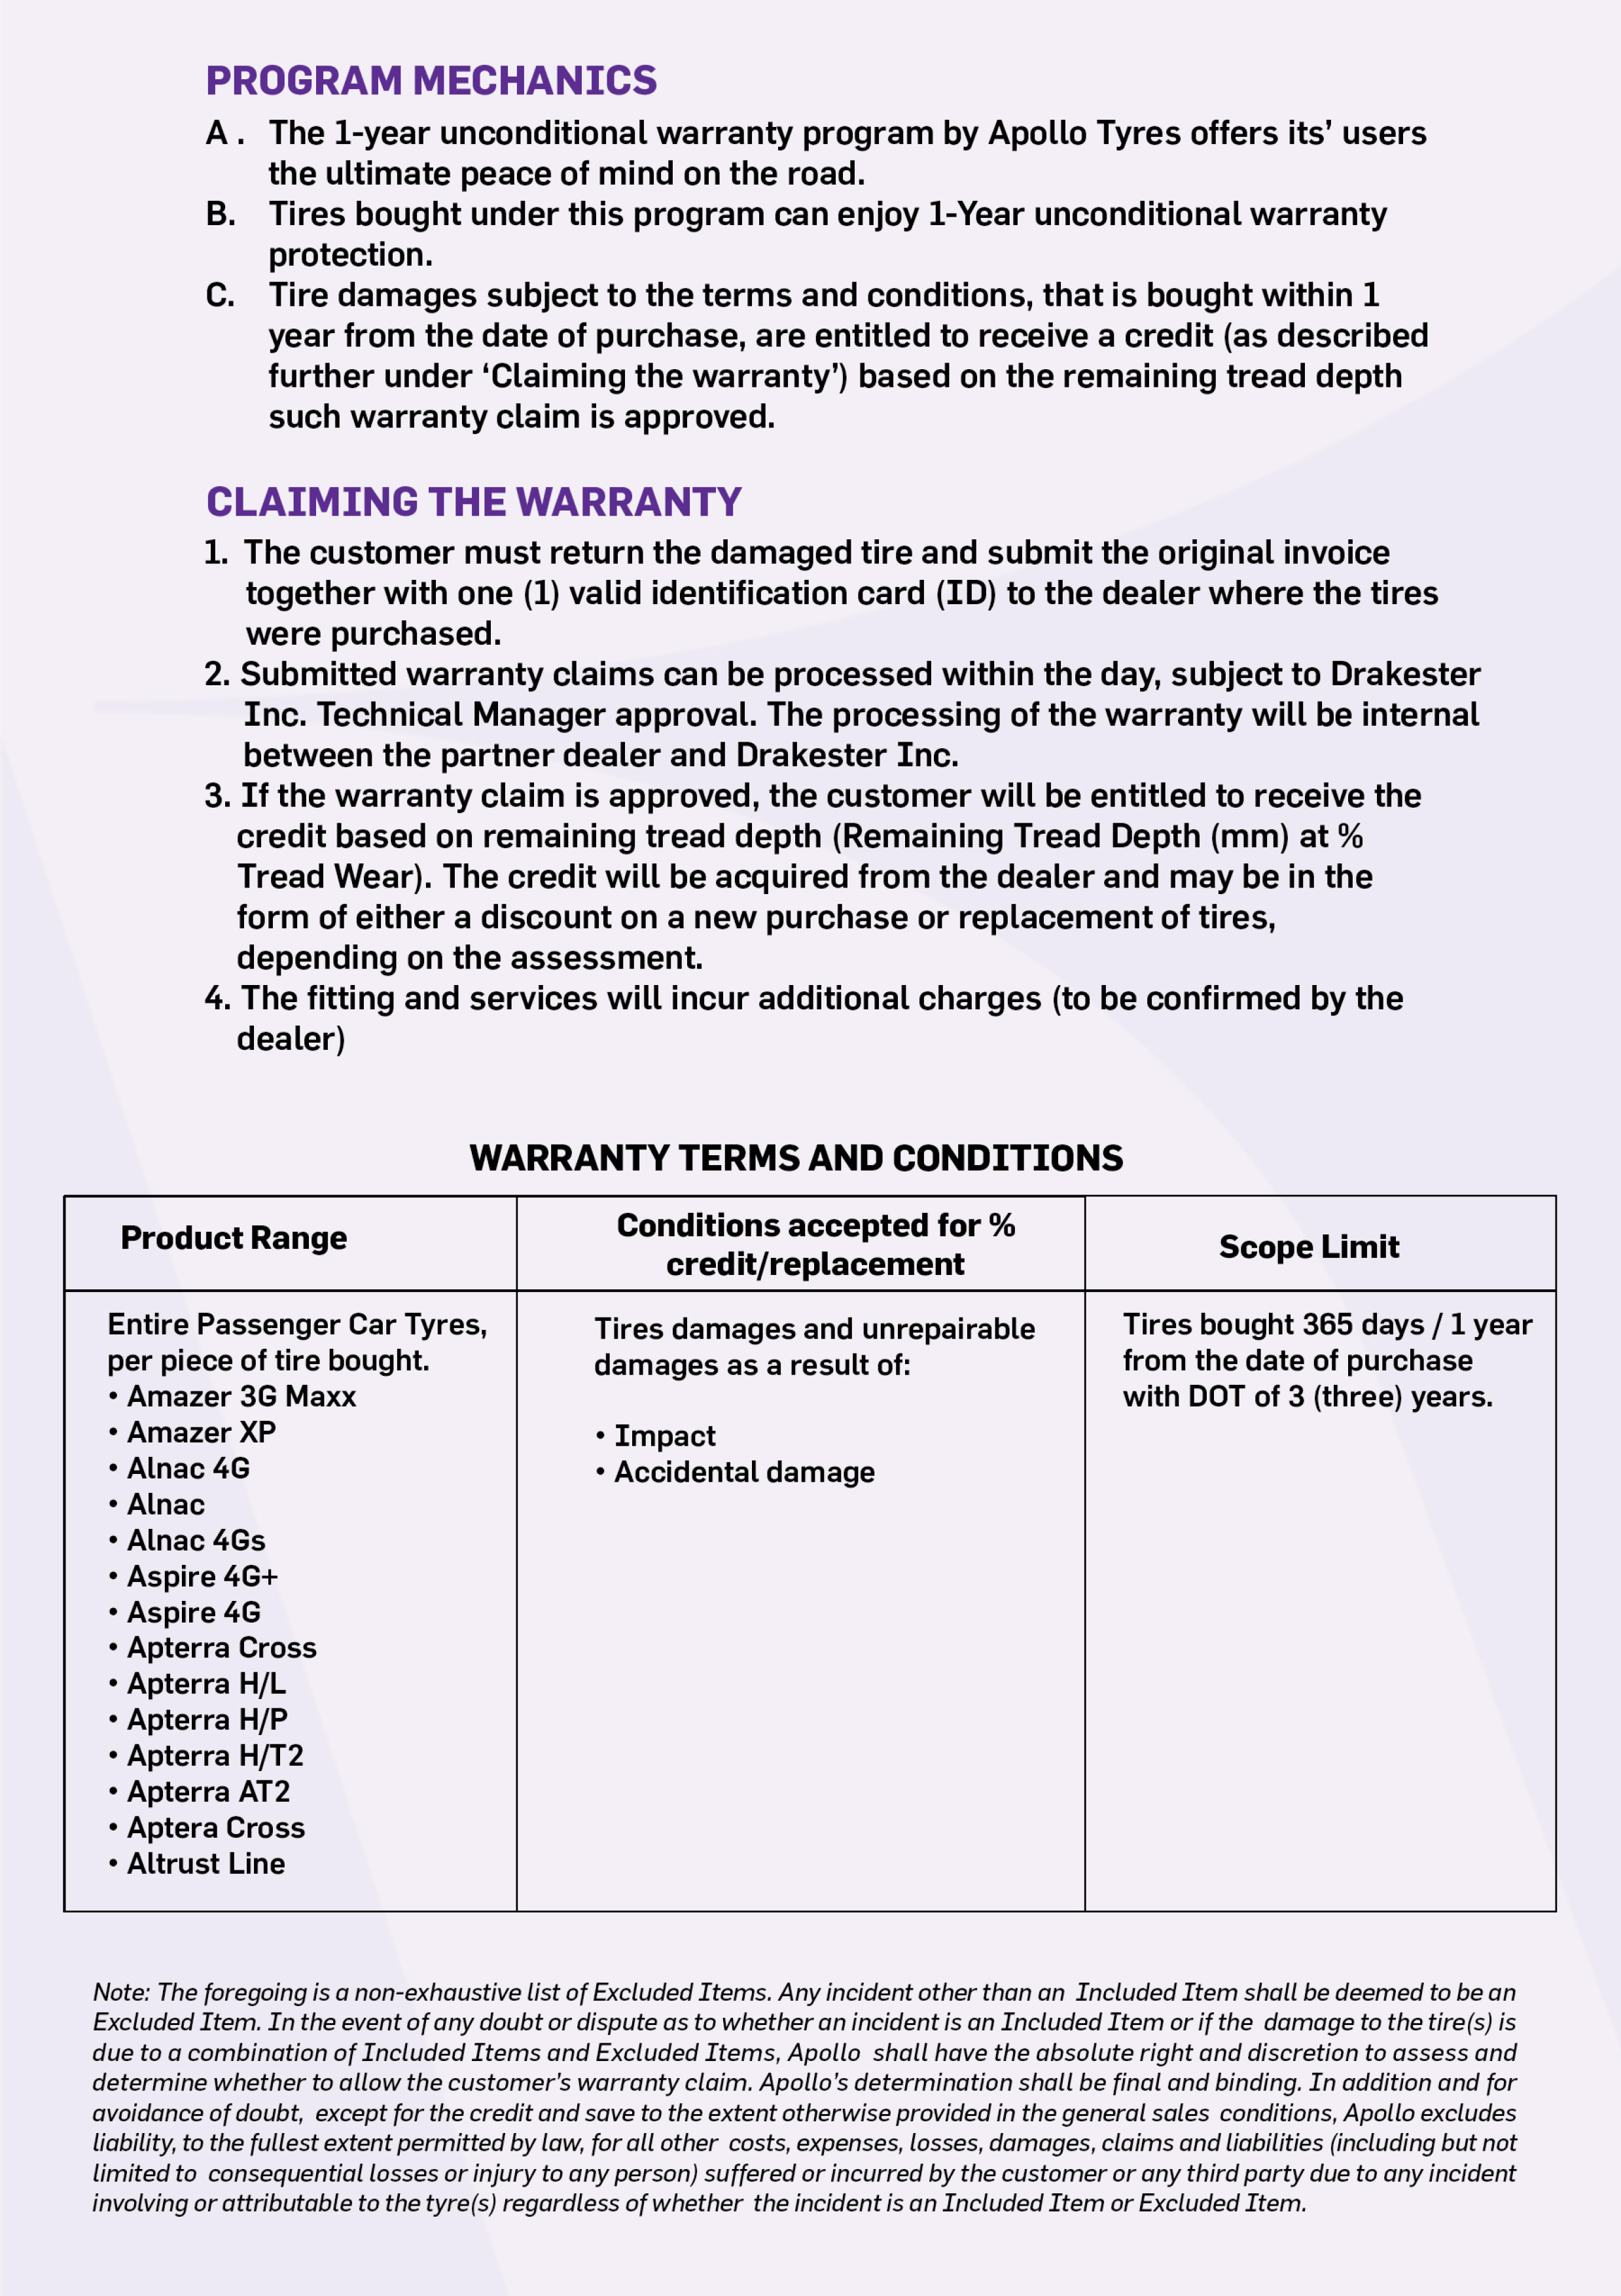 PROGRAM MECHANICS
A . The 1-year unconditional warranty program by Apollo Tyres offers its’ users
the ultimate peace of mind on the road.
B. Tires bought under this program can enjoy 1-Year unconditional warranty
protection.
C. Tire damages subject to the terms and conditions, that is bought within 1
year from the date of purchase, are entitled to receive a credit (as described
further under ‘Claiming the warranty’) based on the remaining tread depth
such warranty claim is approved.
CLAIMING THE WARRANTY
1. The customer must return the damaged tire and submit the original invoice
together with one (1) valid identification card (ID) to the dealer where the tires
were purchased.
2. Submitted warranty claims can be processed within the day, subject to Drakester
Inc. Technical Manager approval. The processing of the warranty will be internal
between the partner dealer and Drakester Inc.
3. If the warranty claim is approved, the customer will be entitled to receive the
credit based on remaining tread depth (Remaining Tread Depth (mm) at %
Tread Wear). The credit will be acquired from the dealer and may be in the
form of either a discount on a new purchase or replacement of tires,
depending on the assessment.
4. The fitting and services will incur additional charges (to be confirmed by the
dealer)
WARRANTY TERMS AND CONDITIONS
Product Range
Conditions accepted for %
credit/replacement
Scope Limit
Entire Passenger Car Tyres,
per piece of tire bought.
• Amazer 3G Maxx
• Amazer XP
• Alnac 4G
• Alnac
• Alnac 4Gs
• Aspire 4G+
• Aspire 4G
• Apterra Cross
• Apterra H/L
• Apterra H/P
• Apterra H/T2
• Apterra AT2
• Aptera Cross
• Altrust Line
Tires damages and unrepairable
damages as a result of:
• Impact
• Accidental damage
Tires bought 365 days / 1 year
from the date of purchase
with DOT of 3 (three) years.
Note: The foregoing is a non-exhaustive list of Excluded Items. Any incident other than an Included Item shall be deemed to be an
Excluded Item. In the event of any doubt or dispute as to whether an incident is an Included Item or if the damage to the tire(s) is
due to a combination of Included Items and Excluded Items, Apollo shall have the absolute right and discretion to assess and
determine whether to allow the customer’s warranty claim. Apollo’s determination shall be final and binding. In addition and for
avoidance of doubt, except for the credit and save to the extent otherwise provided in the general sales conditions, Apollo excludes
liability, to the fullest extent permitted by law, for all other costs, expenses, losses, damages, claims and liabilities (including but not
limited to consequential losses or injury to any person) suffered or incurred by the customer or any third party due to any incident
involving or attributable to the tyre(s) regardless of whether the incident is an Included Item or Excluded Item.